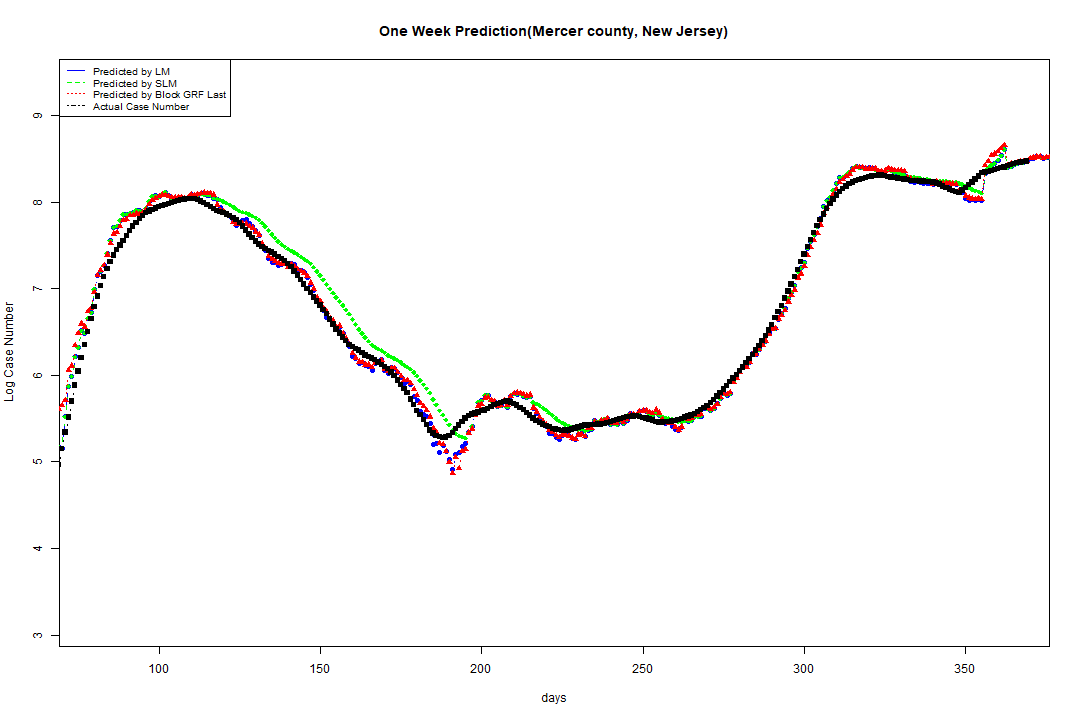 One Week Prediction(Mercer county, New Jersey)
Predicted by LM
Predicted by SLM
Predicted by Block GRF Last
Actual Case Number
9
8
7
6
5
4
3
Log Case Number
100 150 200 250 300 350
days